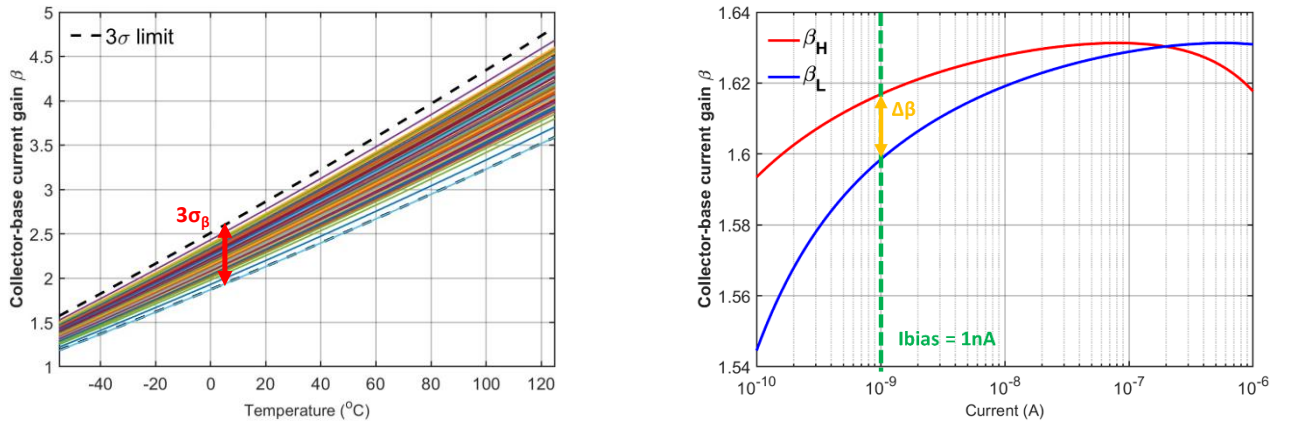 Collector-base current gain β
5
4.5
4
3.5
3
2.5
2
1.5
1
3σ limit
3σβ
-40
-20
0
20
40
60
80
100
120
Temperature (°C)
Collector-base current gain β
1.64
1.62
1.6
1.58
1.56
1.54
βH
βL
Δβ
Ibias = 1nA
10-10
10-9
10-8
10-7
10-6
Current (A)